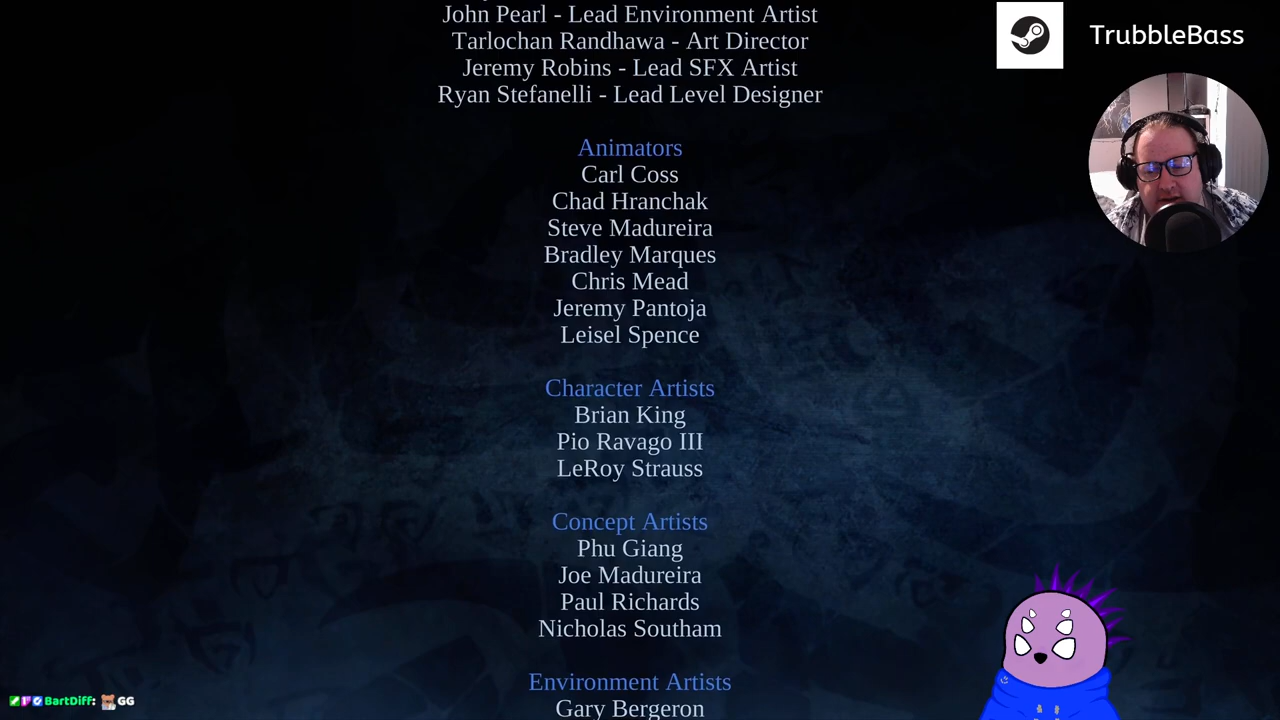 John Pearl - Lead Environment Artist
Tarlochan Randhawa - Art Director
Jeremy Robins - Lead SFX Artist
Ryan Stefanelli - Lead Level Designer
Animators
Carl Coss
Chad Hranchak
Steve Madureira
Bradley Marques
Chris Mead
Jeremy Pantoja
Leisel Spence
Character Artists
Brian King
Pio Ravago III
LeRoy Strauss
Concept Artists
Phu Giang
Joe Madureira
Paul Richards
Nicholas Southam
Environment Artists
Gary Bergeron
TrubbleBass
BartDiff: GG